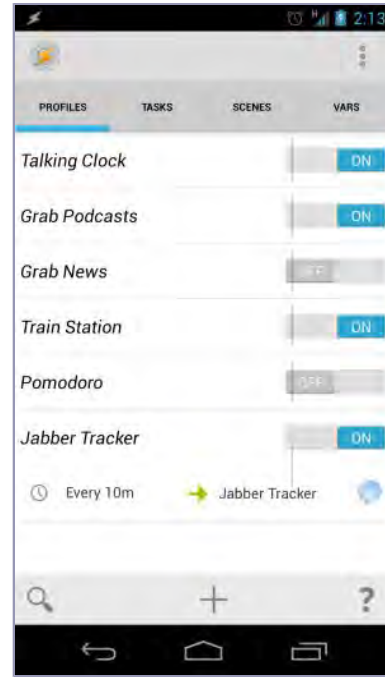 H 2:13
PROFILES TASKS SCENES VARS
Talking Clock ON
Grab Podcasts ON
Grab News OFF
Train Station ON
Pomodoro OFF
Jabber Tracker ON
Every 10m Jabber Tracker
?